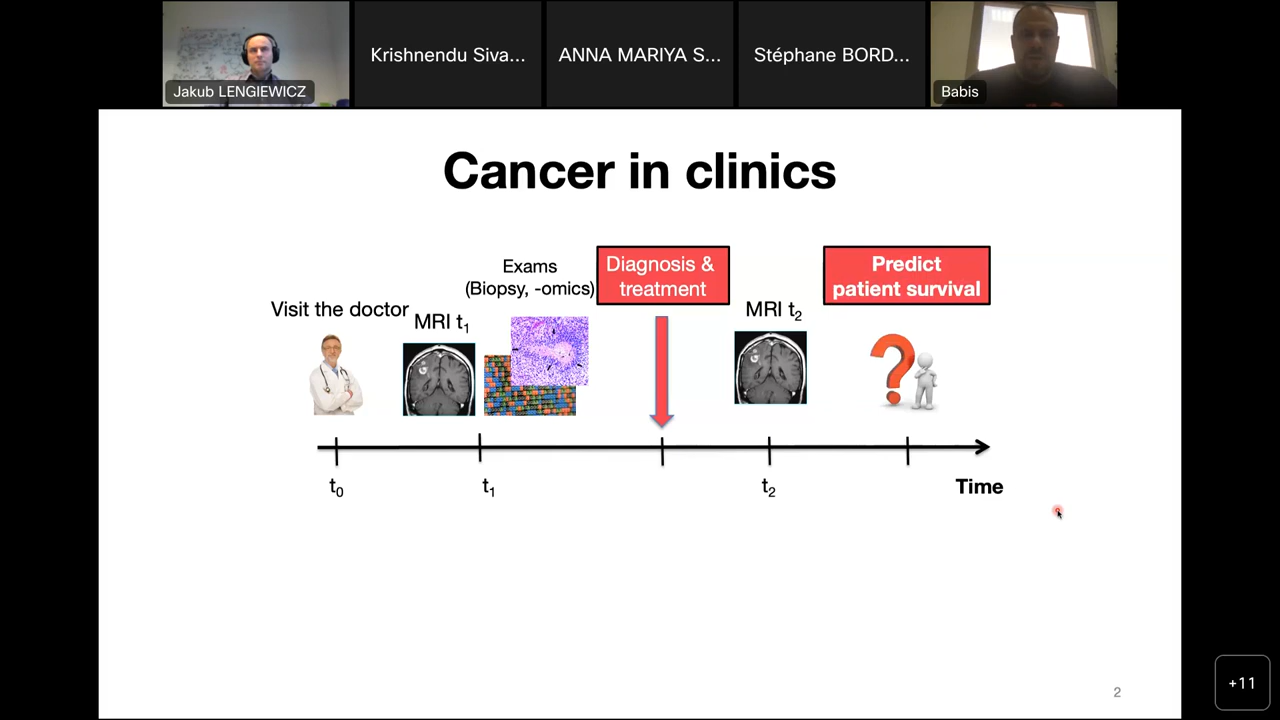 Jakub LENGIEWICZ
Krishnendu Siva...
ANNA MARIYA S...
Stéphane BORD...
Babis
Cancer in clinics
Visit the doctor
MRI t₁
Exams
(Biopsy, -omics)
Diagnosis &
treatment
MRI t₂
Predict
patient survival
t₀
t₁
t₂
Time
2
+11